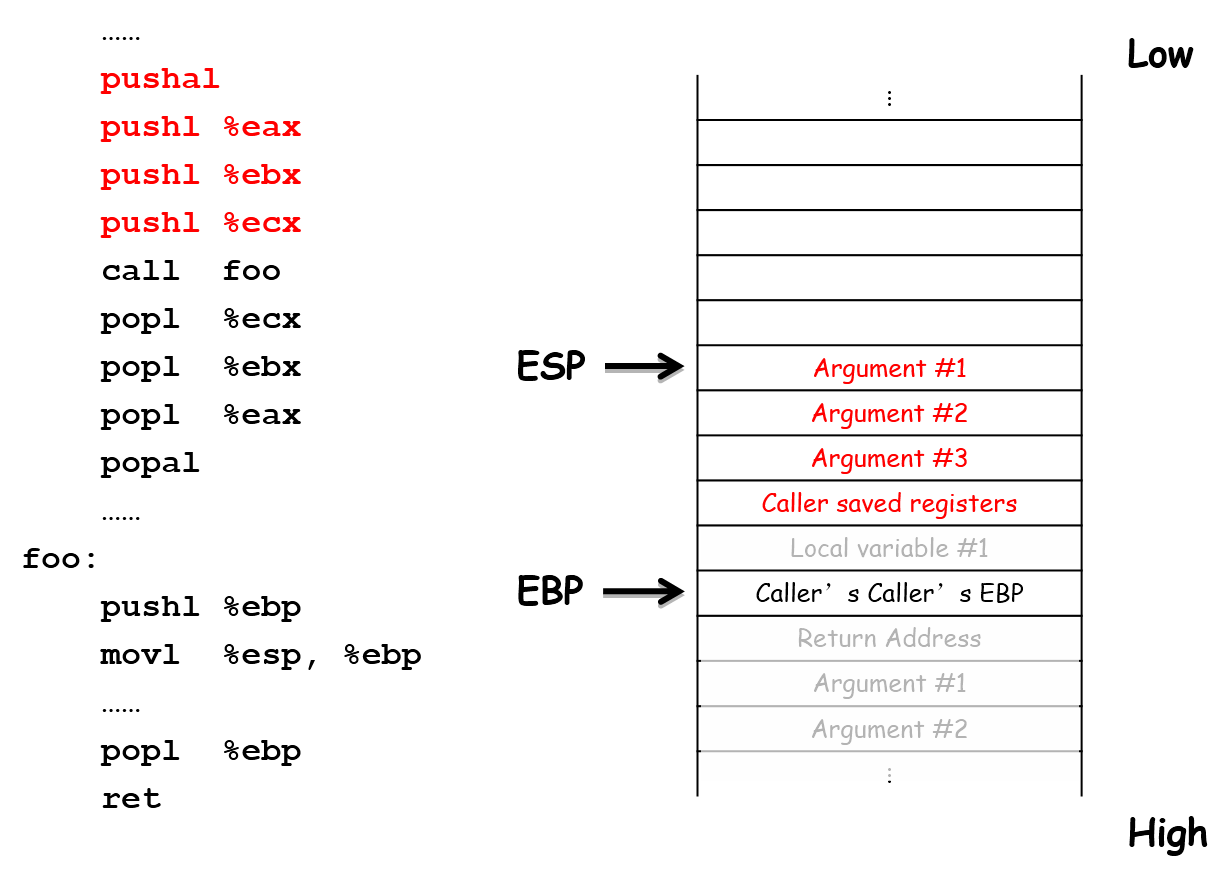 ……
pushal
pushl %eax
pushl %ebx
pushl %ecx
call foo
popl %ecx
popl %ebx
popl %eax
popal
……
foo:
pushl %ebp
movl %esp, %ebp
……
popl %ebp
ret
ESP
EBP
Low
⋮
Argument #1
Argument #2
Argument #3
Caller saved registers
Local variable #1
Caller’s Caller’s EBP
Return Address
Argument #1
Argument #2
⋮
High